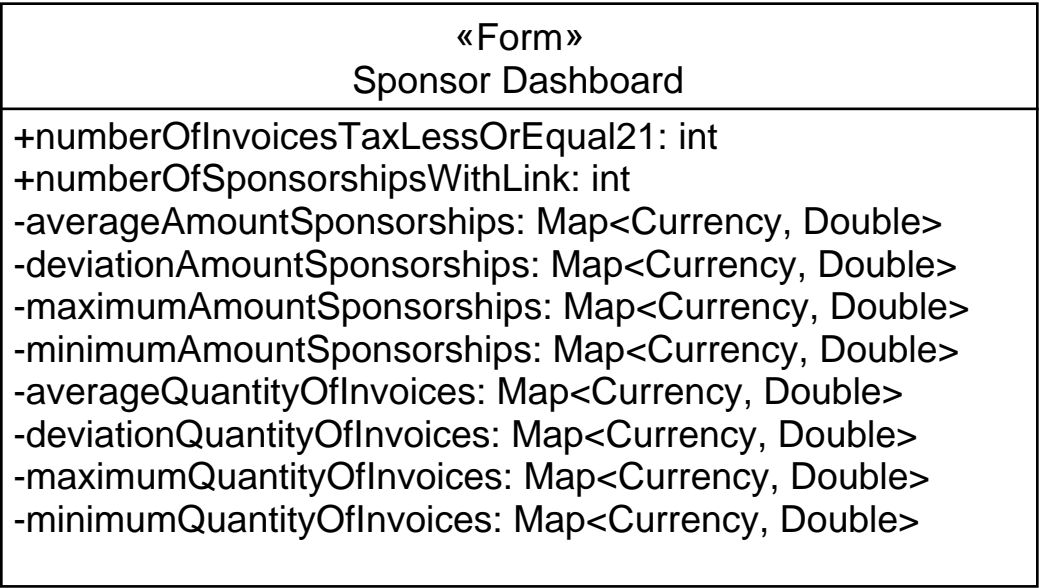 «Form»
Sponsor Dashboard
+numberOfInvoicesTaxLessOrEqual21: int
+numberOfSponsorshipsWithLink: int
-averageAmountSponsorships: Map<Currency, Double>
-deviationAmountSponsorships: Map<Currency, Double>
-maximumAmountSponsorships: Map<Currency, Double>
-minimumAmountSponsorships: Map<Currency, Double>
-averageQuantityOfInvoices: Map<Currency, Double>
-deviationQuantityOfInvoices: Map<Currency, Double>
-maximumQuantityOfInvoices: Map<Currency, Double>
-minimumQuantityOfInvoices: Map<Currency, Double>